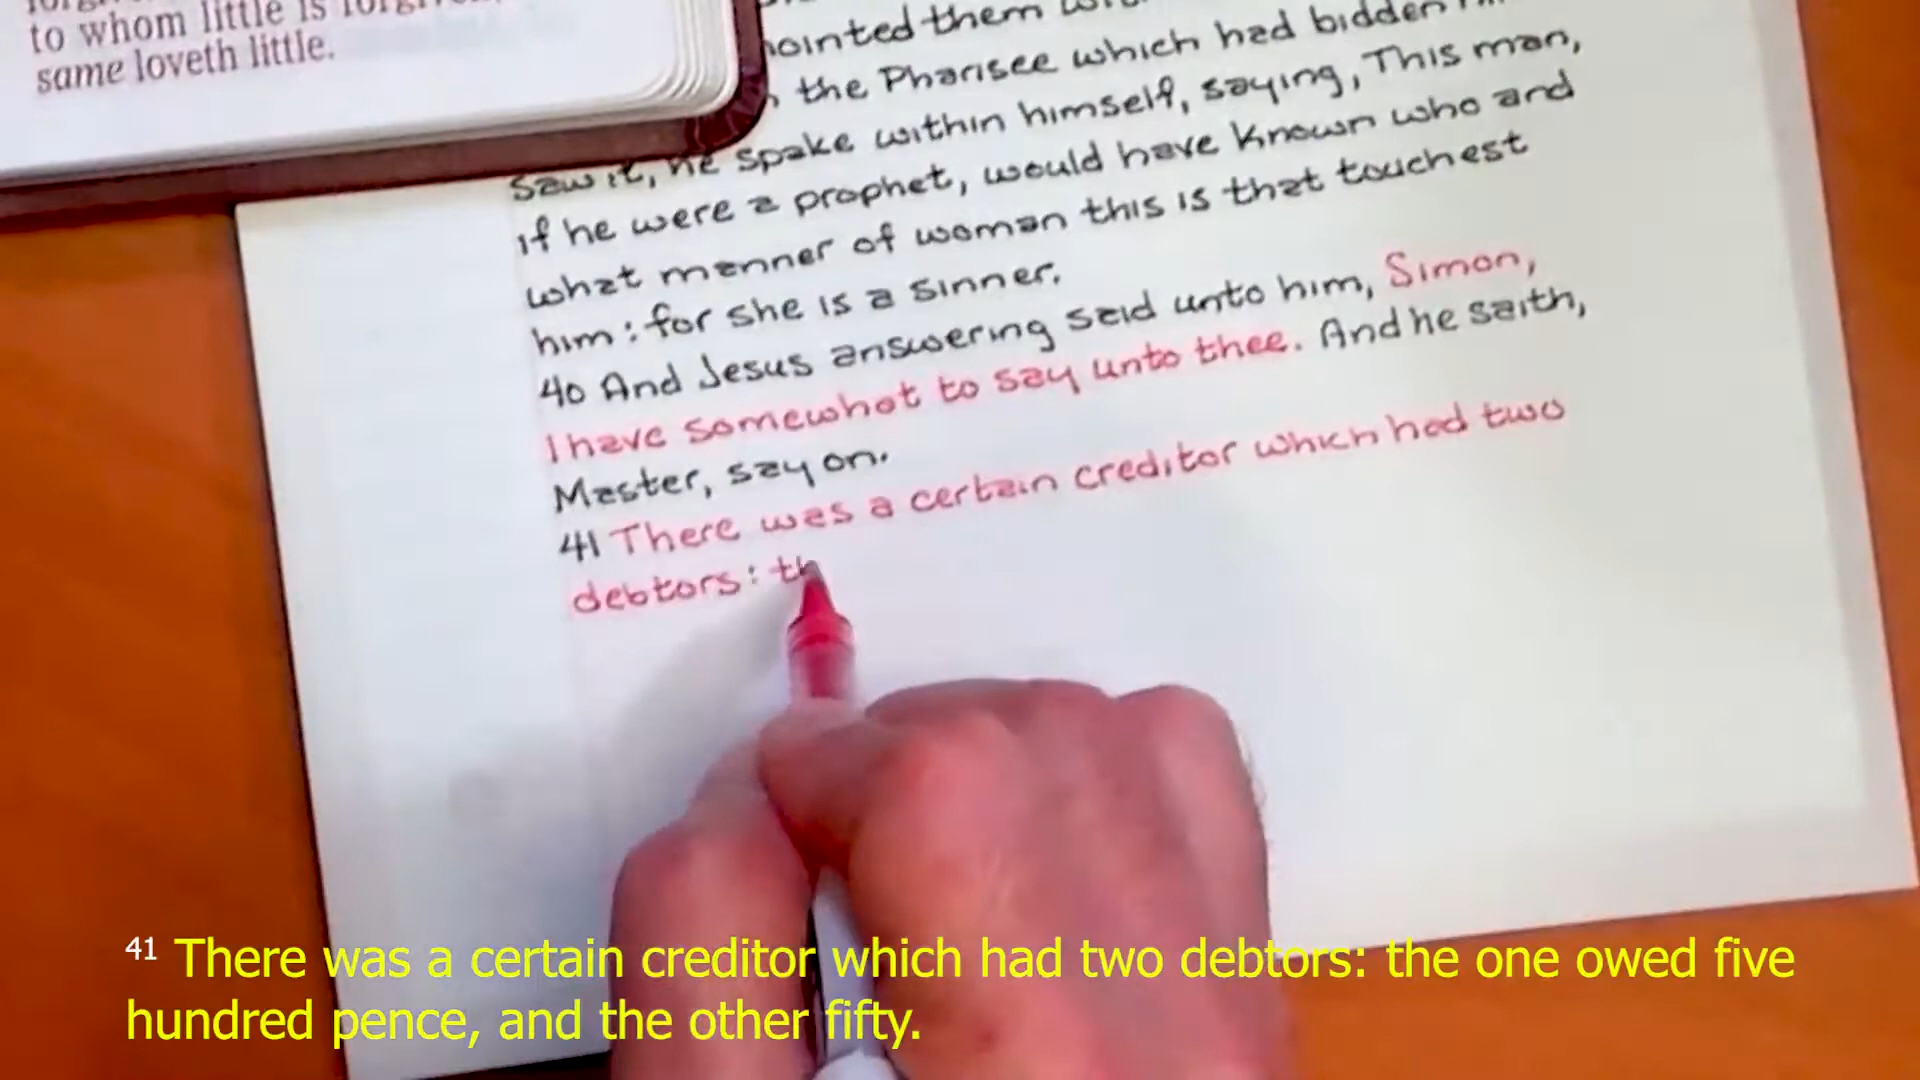 to whom little is
same loveth little.
them
the Pharisee which had bidden
saw it, he spake within himself, saying, This man,
if he were a prophet, would have known who and
what manner of woman this is that touchest
him: for she is a sinner.
40 And Jesus answering said unto him, Simon,
I have somewhat to say unto thee. And he saith,
Master, say on.
41 There was a certain creditor which had two
debtors: th
41 There was a certain creditor which had two debtors: the one owed five
hundred pence, and the other fifty.